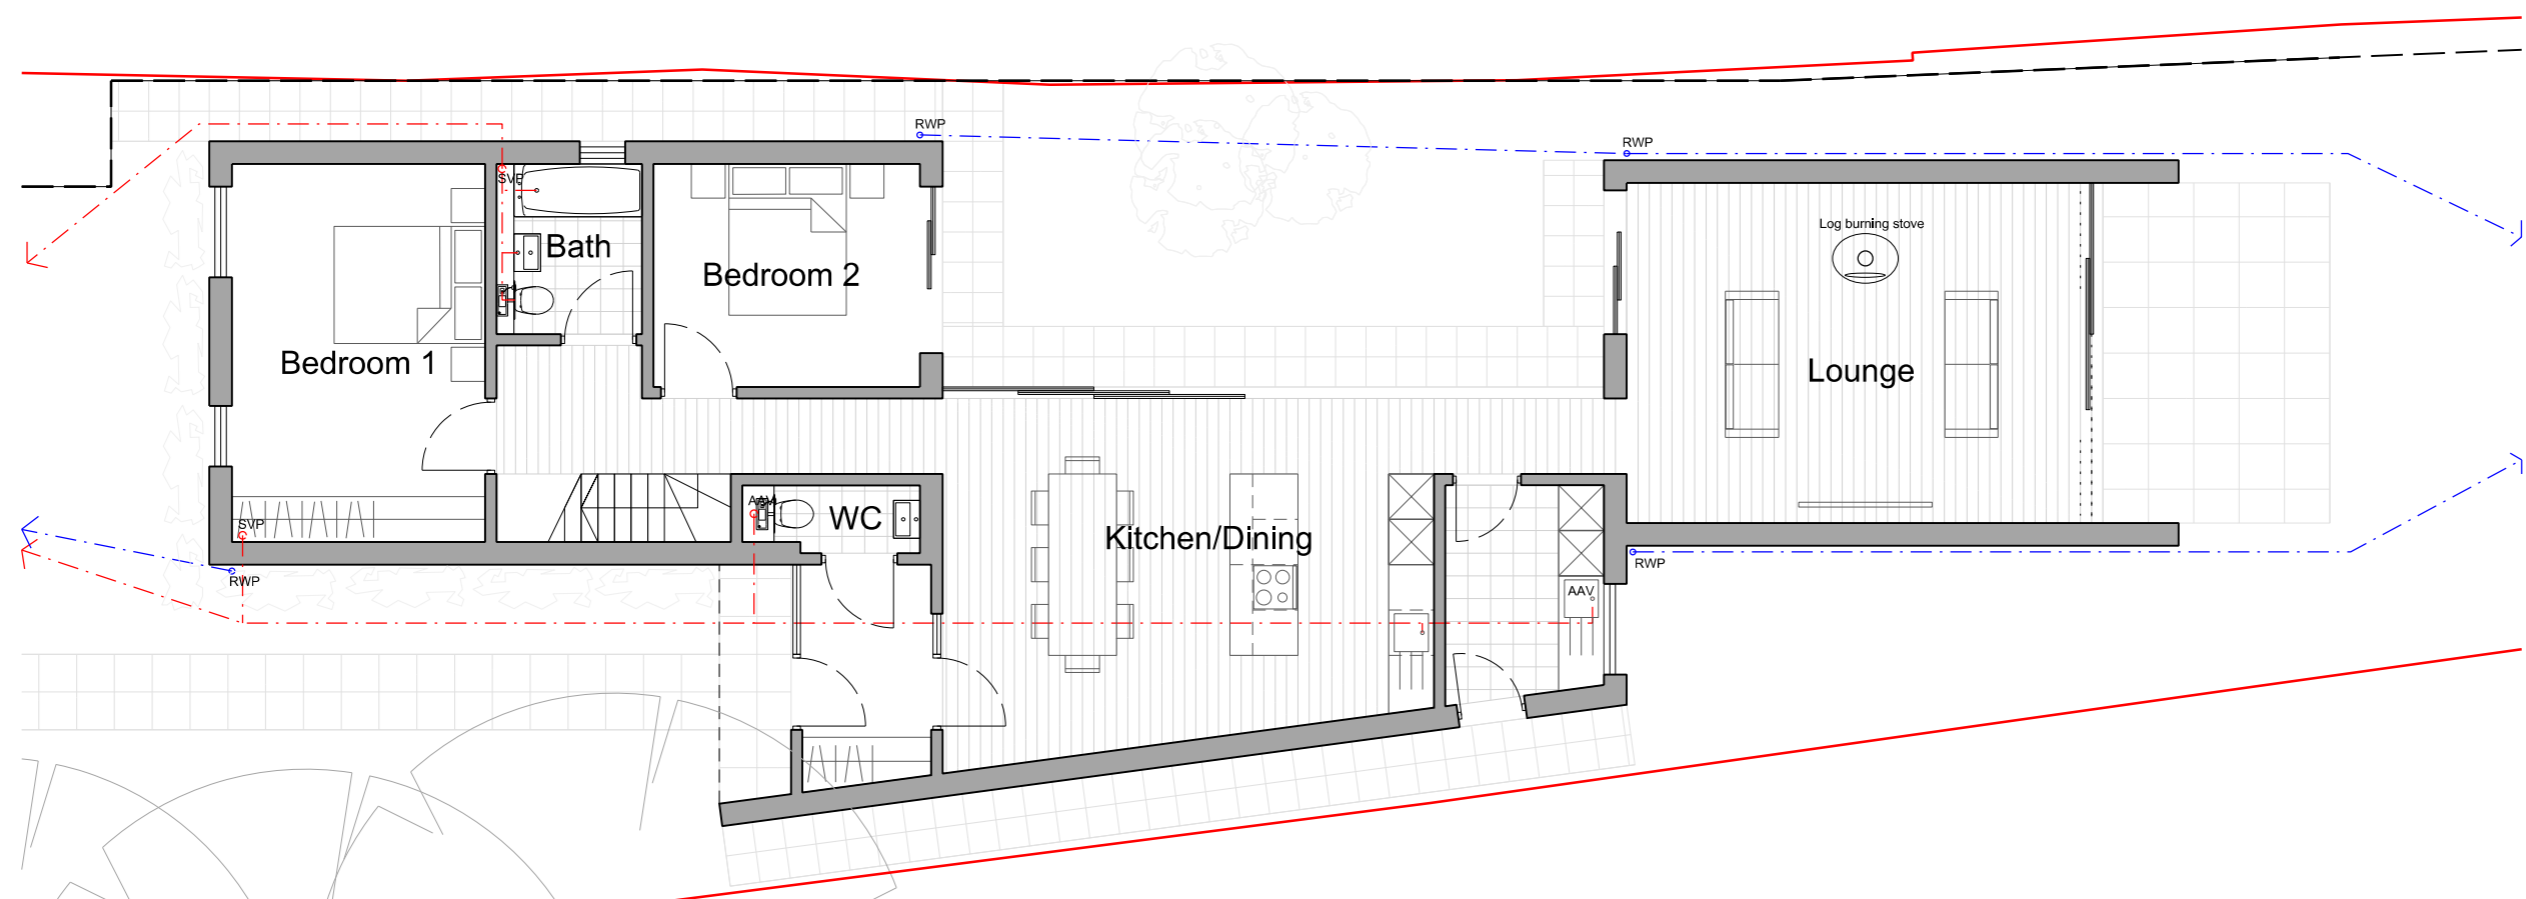 RWP
RWP
SVP
Log burning stove
Bath
Bedroom 2
Bedroom 1
Lounge
AAV
WC
SVP
Kitchen/Dining
RWP
RWP
AAV